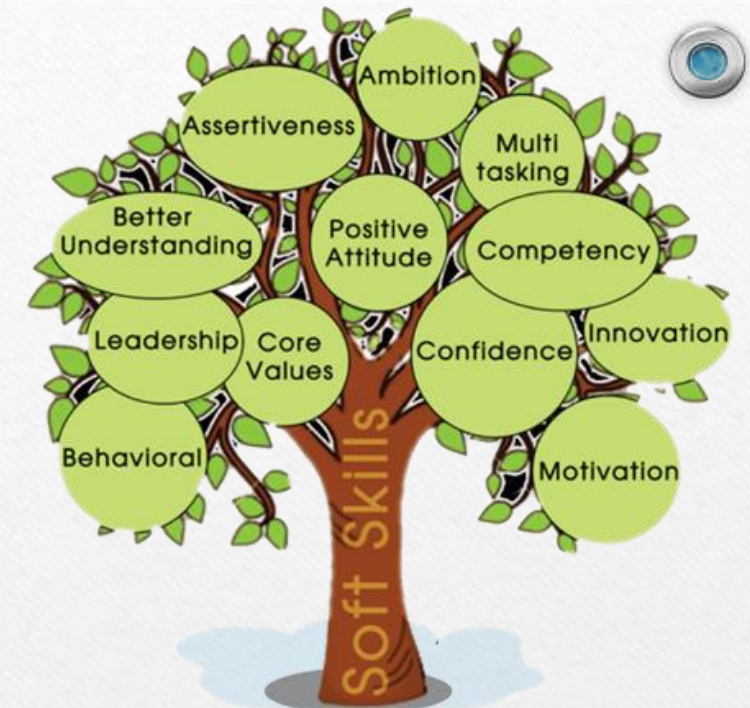 Ambition
Assertiveness
Multi
tasking
Better
Understanding
Positive
Attitude
Competency
Leadership
Core
Values
Confidence
Innovation
Behavioral
Motivation
Soft Skills